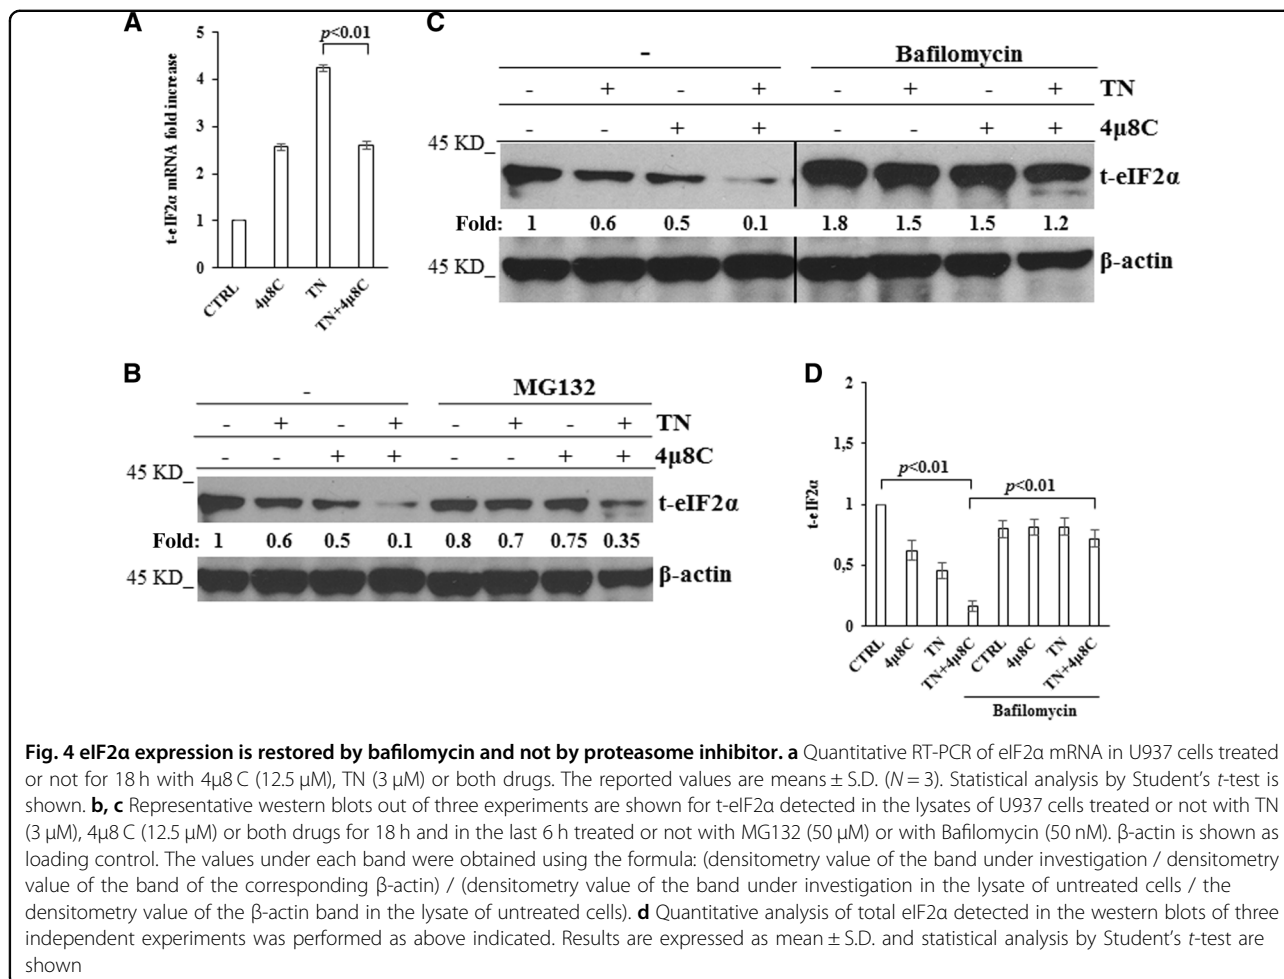 A
t-eIF2α mRNA fold increase
5
4
3
2
1
0
p<0.01
CTRL
4µ8C
TN
TN+4µ8C
C
- Bafilomycin
- + - + - + - + TN
- - + + - - + + 4µ8C
45 KD_
t-eIF2α
Fold: 1 0.6 0.5 0.1 1.8 1.5 1.5 1.2
45 KD_
β-actin
B
- MG132
- + - + - + - + TN
- - + + - - + + 4µ8C
45 KD_
t-eIF2α
Fold: 1 0.6 0.5 0.1 0.8 0.7 0.75 0.35
45 KD_
β-actin
D
t-eIF2α
2
1,5
1
0,5
0
p<0.01
p<0.01
CTRL
4µ8C
TN
TN+4µ8C
CTRL
4µ8C
TN
TN+4µ8C
Bafilomycin
Fig. 4 eIF2α expression is restored by bafilomycin and not by proteasome inhibitor. a Quantitative RT-PCR of eIF2α mRNA in U937 cells treated
or not for 18 h with 4µ8 C (12.5 µM), TN (3 µM) or both drugs. The reported values are means ± S.D. (N = 3). Statistical analysis by Student's t-test is
shown. b, c Representative western blots out of three experiments are shown for t-eIF2α detected in the lysates of U937 cells treated or not with TN
(3 µM), 4µ8 C (12.5 µM) or both drugs for 18 h and in the last 6 h treated or not with MG132 (50 µM) or with Bafilomycin (50 nM). β-actin is shown as
loading control. The values under each band were obtained using the formula: (densitometry value of the band under investigation / densitometry
value of the band of the corresponding β-actin) / (densitometry value of the band under investigation in the lysate of untreated cells / the
densitometry value of the β-actin band in the lysate of untreated cells). d Quantitative analysis of total eIF2α detected in the western blots of three
independent experiments was performed as above indicated. Results are expressed as mean ± S.D. and statistical analysis by Student's t-test are
shown